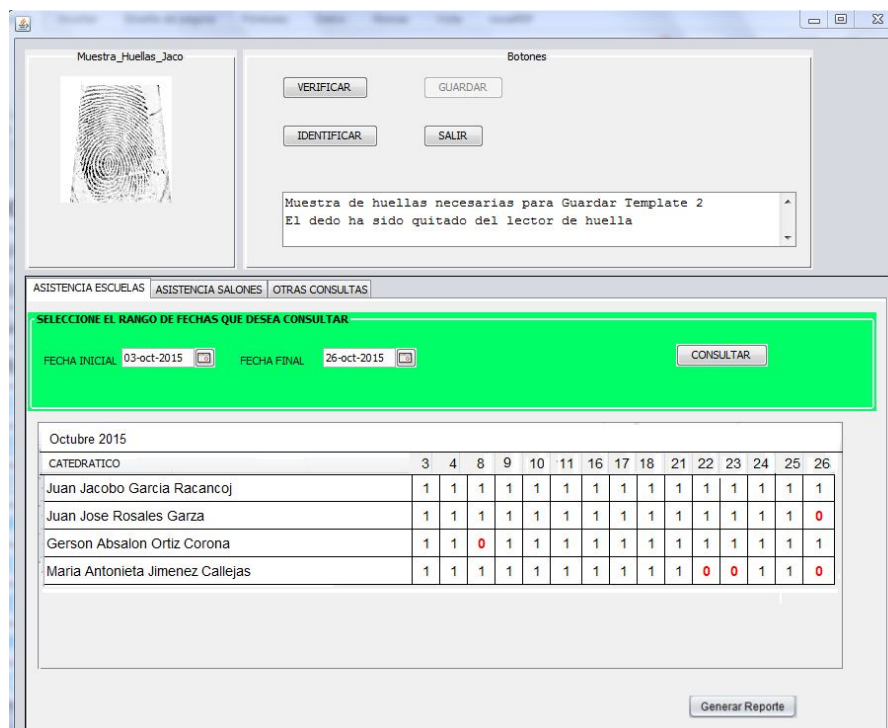 Muestra_Huellas_Jaco
Botones
VERIFICAR GUARDAR
IDENTIFICAR SALIR
Muestra de huellas necesarias para Guardar Template 2
El dedo ha sido quitado del lector de huella
ASISTENCIA ESCUELAS ASISTENCIA SALONES OTRAS CONSULTAS
SELECCIONE EL RANGO DE FECHAS QUE DESEA CONSULTAR
FECHA INICIAL 03-oct-2015 FECHA FINAL 26-oct-2015 CONSULTAR
Octubre 2015
CATEDRATICO 3 4 8 9 10 11 16 17 18 21 22 23 24 25 26
Juan Jacobo Garcia Racancoj 1 1 1 1 1 1 1 1 1 1 1 1 1 1 1
Juan Jose Rosales Garza 1 1 1 1 1 1 1 1 1 1 1 1 1 1 0
Gerson Absalon Ortiz Corona 1 1 0 1 1 1 1 1 1 1 1 1 1 1 1
Maria Antonieta Jimenez Callejas 1 1 1 1 1 1 1 1 1 1 0 0 1 1 0
Generar Reporte